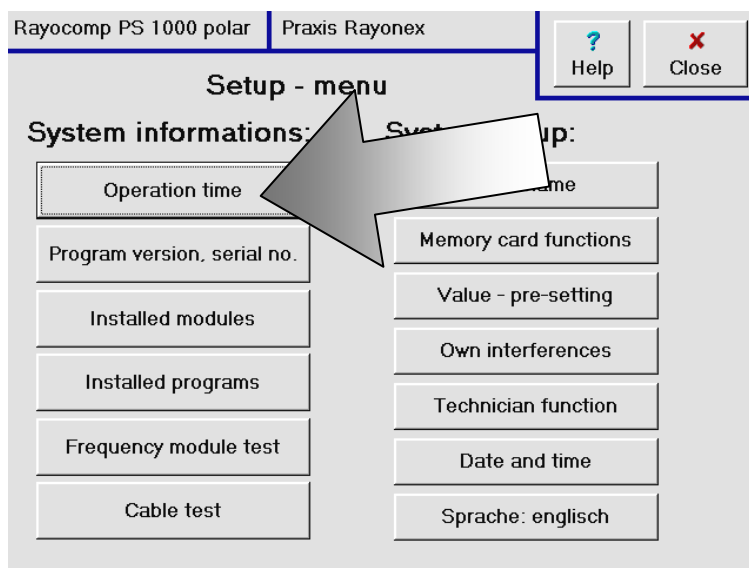 Rayocomp PS 1000 polar
Praxis Rayonex
?
Help
X
Close
Setup - menu
System informations:
up:
Operation time
Program version, serial no.
Installed modules
Installed programs
Frequency module test
Cable test
Memory card functions
Value - pre-setting
Own interferences
Technician function
Date and time
Sprache: englisch